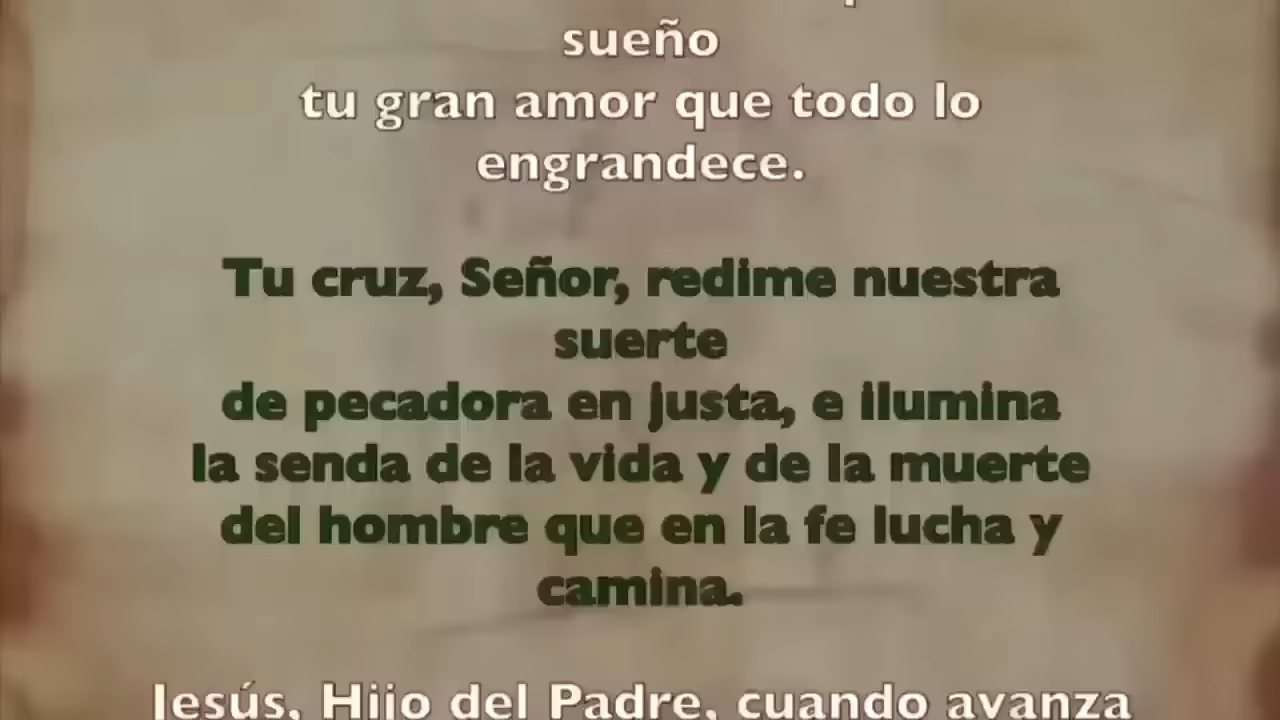 sueño
tu gran amor que todo lo
engrandece.
Tu cruz, Señor, redime nuestra
suerte
de pecadora en justa, e ilumina
la senda de la vida y de la muerte
del hombre que en la fe lucha y
camina.
Jesús, Hijo del Padre, cuando avanza